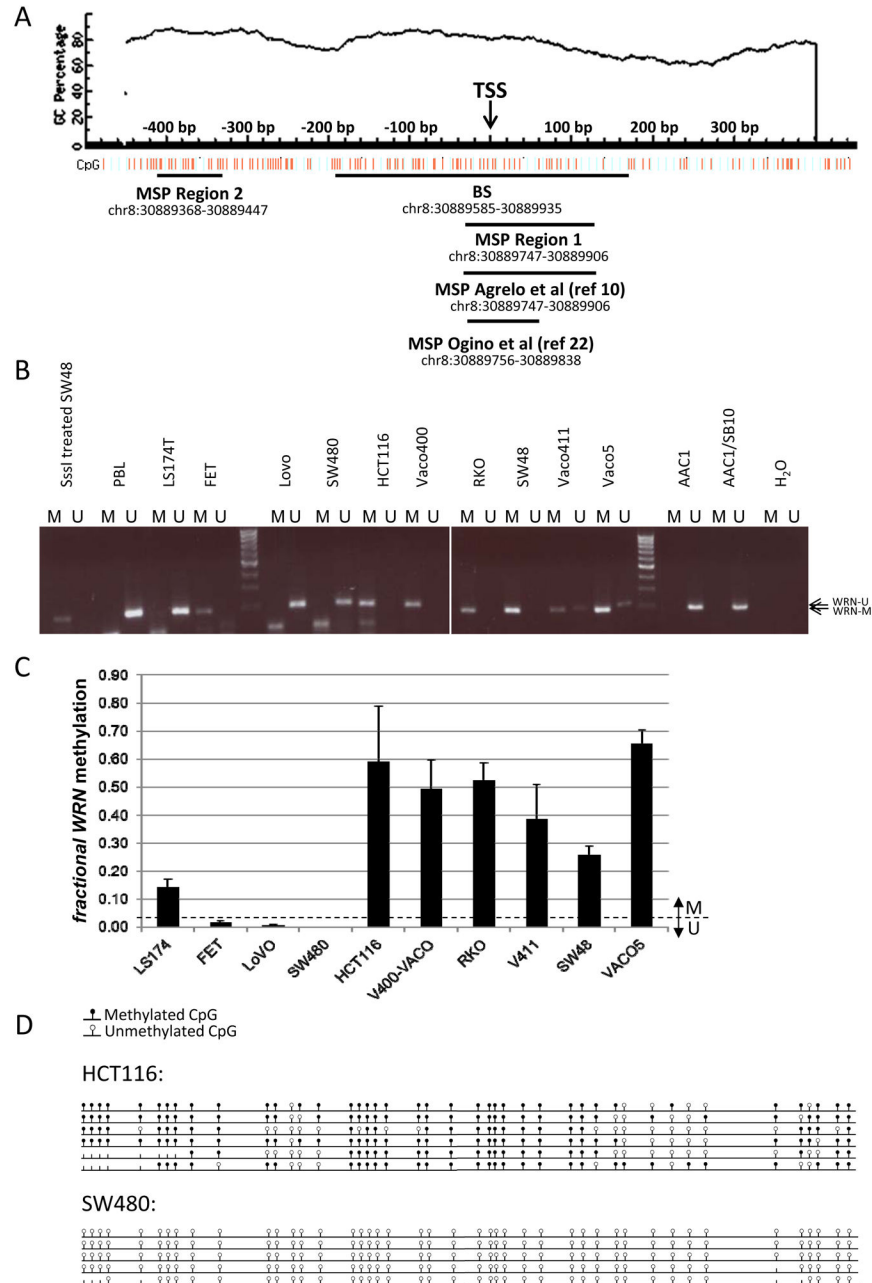 A
GC Percentage
80
60
40
20
0
TSS
-400 bp -300 bp -200 bp -100 bp 100 bp 200 bp 300 bp
CpG
MSP Region 2
chr8:30889368-30889447
BS
chr8:30889585-30889935
MSP Region 1
chr8:30889747-30889906
MSP Agrelo et al (ref 10)
chr8:30889747-30889906
MSP Ogino et al (ref 22)
chr8:30889756-30889838
B
SssI treated SW48 PBL LS174T FET Lovo SW480 HCT116 Vaco400 RKO SW48 Vaco411 Vaco5 AAC1 AAC1/SB10 H2O
M U M U M U M U M U M U M U M U M U M U M U M U M U M U M U
WRN-U
WRN-M
C
fractional WRN methylation
0.90
0.80
0.70
0.60
0.50
0.40
0.30
0.20
0.10
0.00
M
U
LS174 FET LoVO SW480 HCT116 V400-VACO RKO V411 SW48 VACO5
D
Methylated CpG
Unmethylated CpG
HCT116:
SW480: